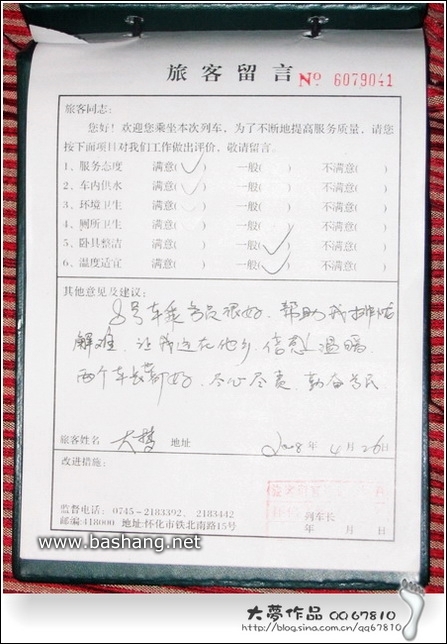 旅客留言 Nº 6079041
旅客同志:
您好!欢迎您乘坐本次列车,为了不断地提高服务质量,请您
按下面项目对我们工作做出评价,敬请留言。
1、服务态度 满意(✓) 一般( ) 不满意( )
2、车内供水 满意(✓) 一般( ) 不满意( )
3、环境卫生 满意( ) 一般( ) 不满意( )
4、厕所卫生 满意( ) 一般( ) 不满意( )
5、卧具整洁 满意( ) 一般(✓) 不满意( )
6、温度适宜 满意( ) 一般(✓) 不满意( )
其他意见及建议:
8号车乘务员很好、帮助我排忧
解难、让我远在他乡、倍感温暖
两个车长都好、尽心尽责、勤奋为民
旅客姓名 大梦 地址 2008年4月26日
改进措施:
监督电话:0745-2183392、2183442 列车长
邮编:418000 地址:怀化市铁北南路15号 年 月 日
www.bashang.net
大夢作品 QQ67810
http://blog.sina.com.cn/qq67810